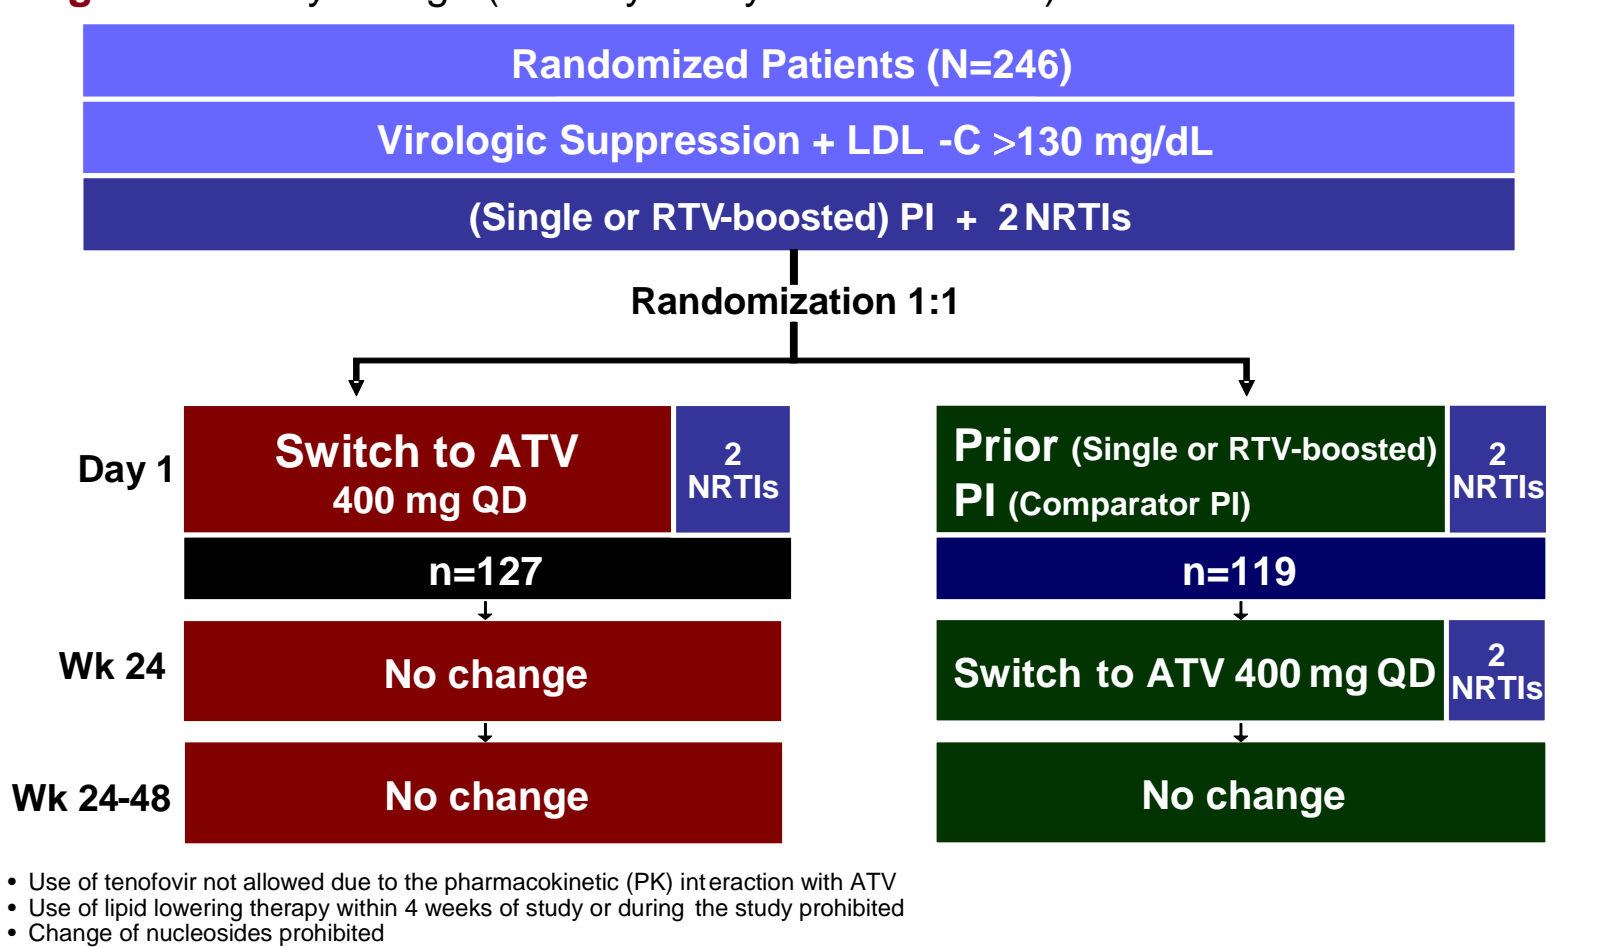 Randomized Patients (N=246)
Virologic Suppression + LDL -C >130 mg/dL
(Single or RTV-boosted) PI + 2 NRTIs
Randomization 1:1
Day 1
Switch to ATV
400 mg QD
2
NRTIs
Prior (Single or RTV-boosted)
PI (Comparator PI)
2
NRTIs
n=127
n=119
Wk 24
No change
Switch to ATV 400 mg QD
2
NRTIs
Wk 24-48
No change
No change
• Use of tenofovir not allowed due to the pharmacokinetic (PK) interaction with ATV
• Use of lipid lowering therapy within 4 weeks of study or during the study prohibited
• Change of nucleosides prohibited